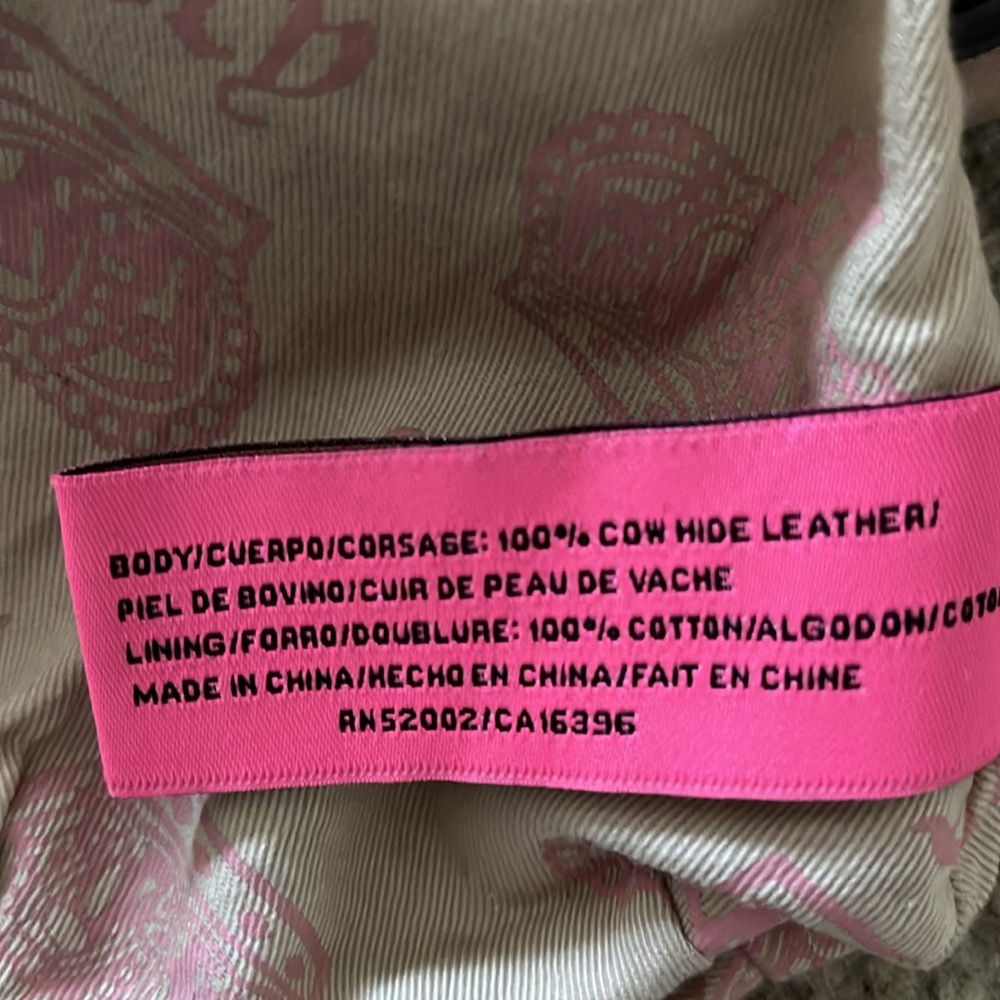 BODY/CUERPO/CORSAGE: 100% COW HIDE LEATHER/
PIEL DE BOVINO/CUIR DE PEAU DE VACHE
LINING/FORRO/DOUBLURE: 100% COTTON/ALGODON/COTO
MADE IN CHINA/HECHO EN CHINA/FAIT EN CHINE
RN52002/CA16396